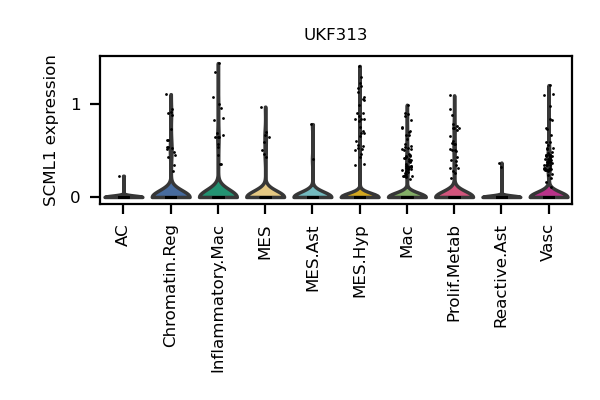 UKF313
SCML1 expression
1
0
AC
Chromatin.Reg
Inflammatory.Mac
MES
MES.Ast
MES.Hyp
Mac
Prolif.Metab
Reactive.Ast
Vasc